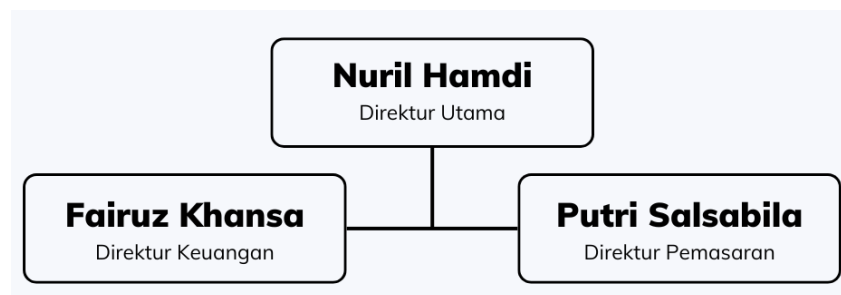 Nuril Hamdi
Direktur Utama
Fairuz Khansa
Direktur Keuangan
Putri Salsabila
Direktur Pemasaran